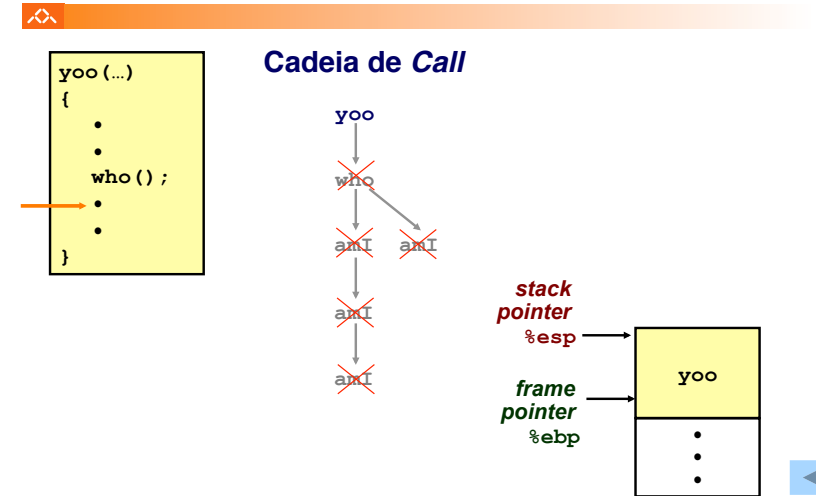 Cadeia de Call
yoo(…)
{
•
•
who();
•
•
}
yoo
who
amI amI
amI
amI
stack
pointer
%esp
yoo
frame
pointer
%ebp
•
•
•